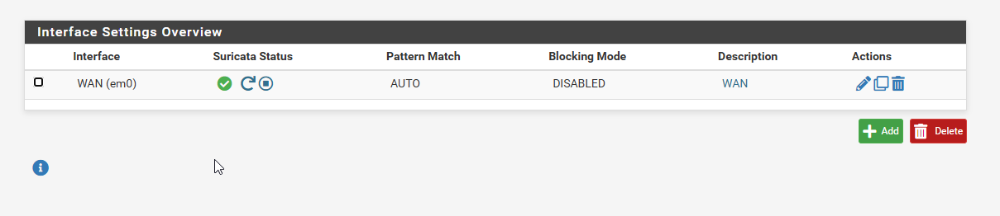 Interface Settings Overview
Interface Suricata Status Pattern Match Blocking Mode Description Actions
WAN (em0) AUTO DISABLED WAN
Add Delete